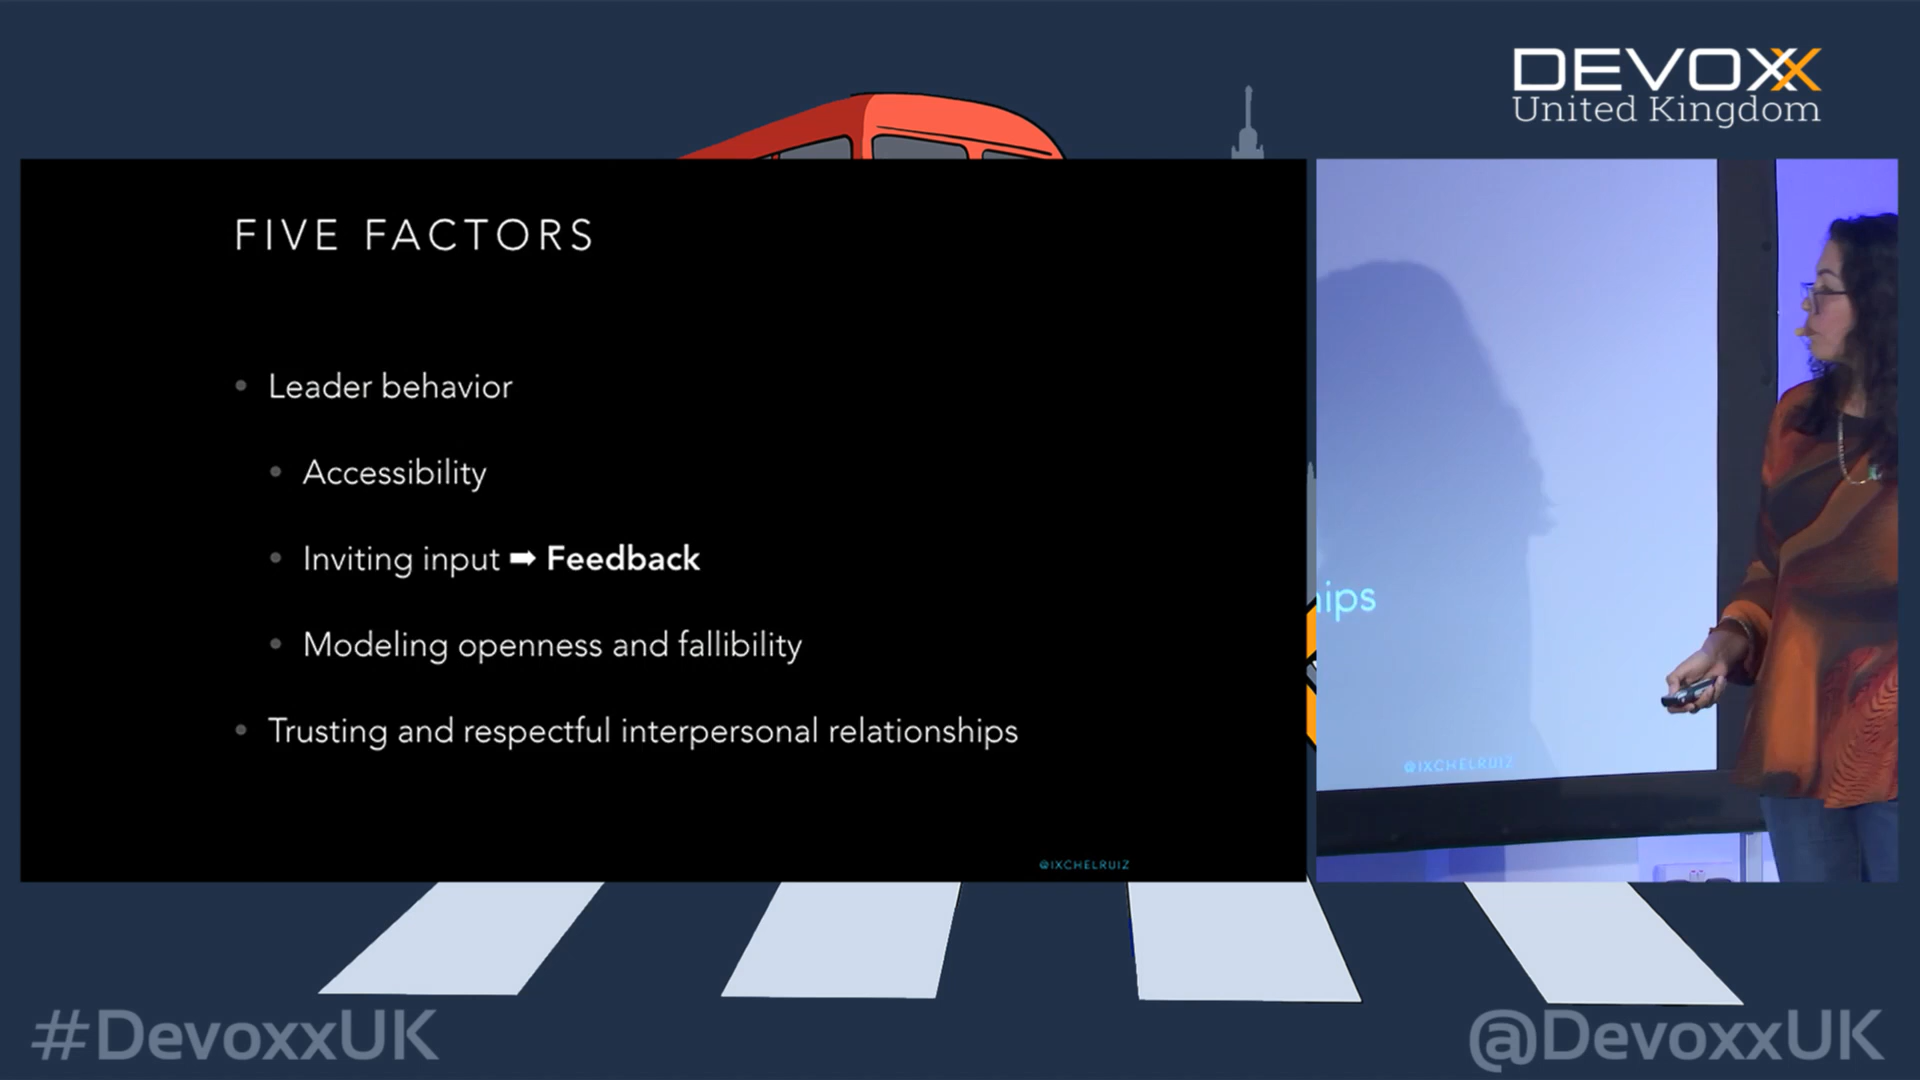 DEVOXX
United Kingdom
FIVE FACTORS
• Leader behavior
• Accessibility
• Inviting input ➡ Feedback
• Modeling openness and fallibility
• Trusting and respectful interpersonal relationships
@IXCHELRUIZ
ips
@IXCHELRUIZ
#DevoxxUK
@DevoxxUK